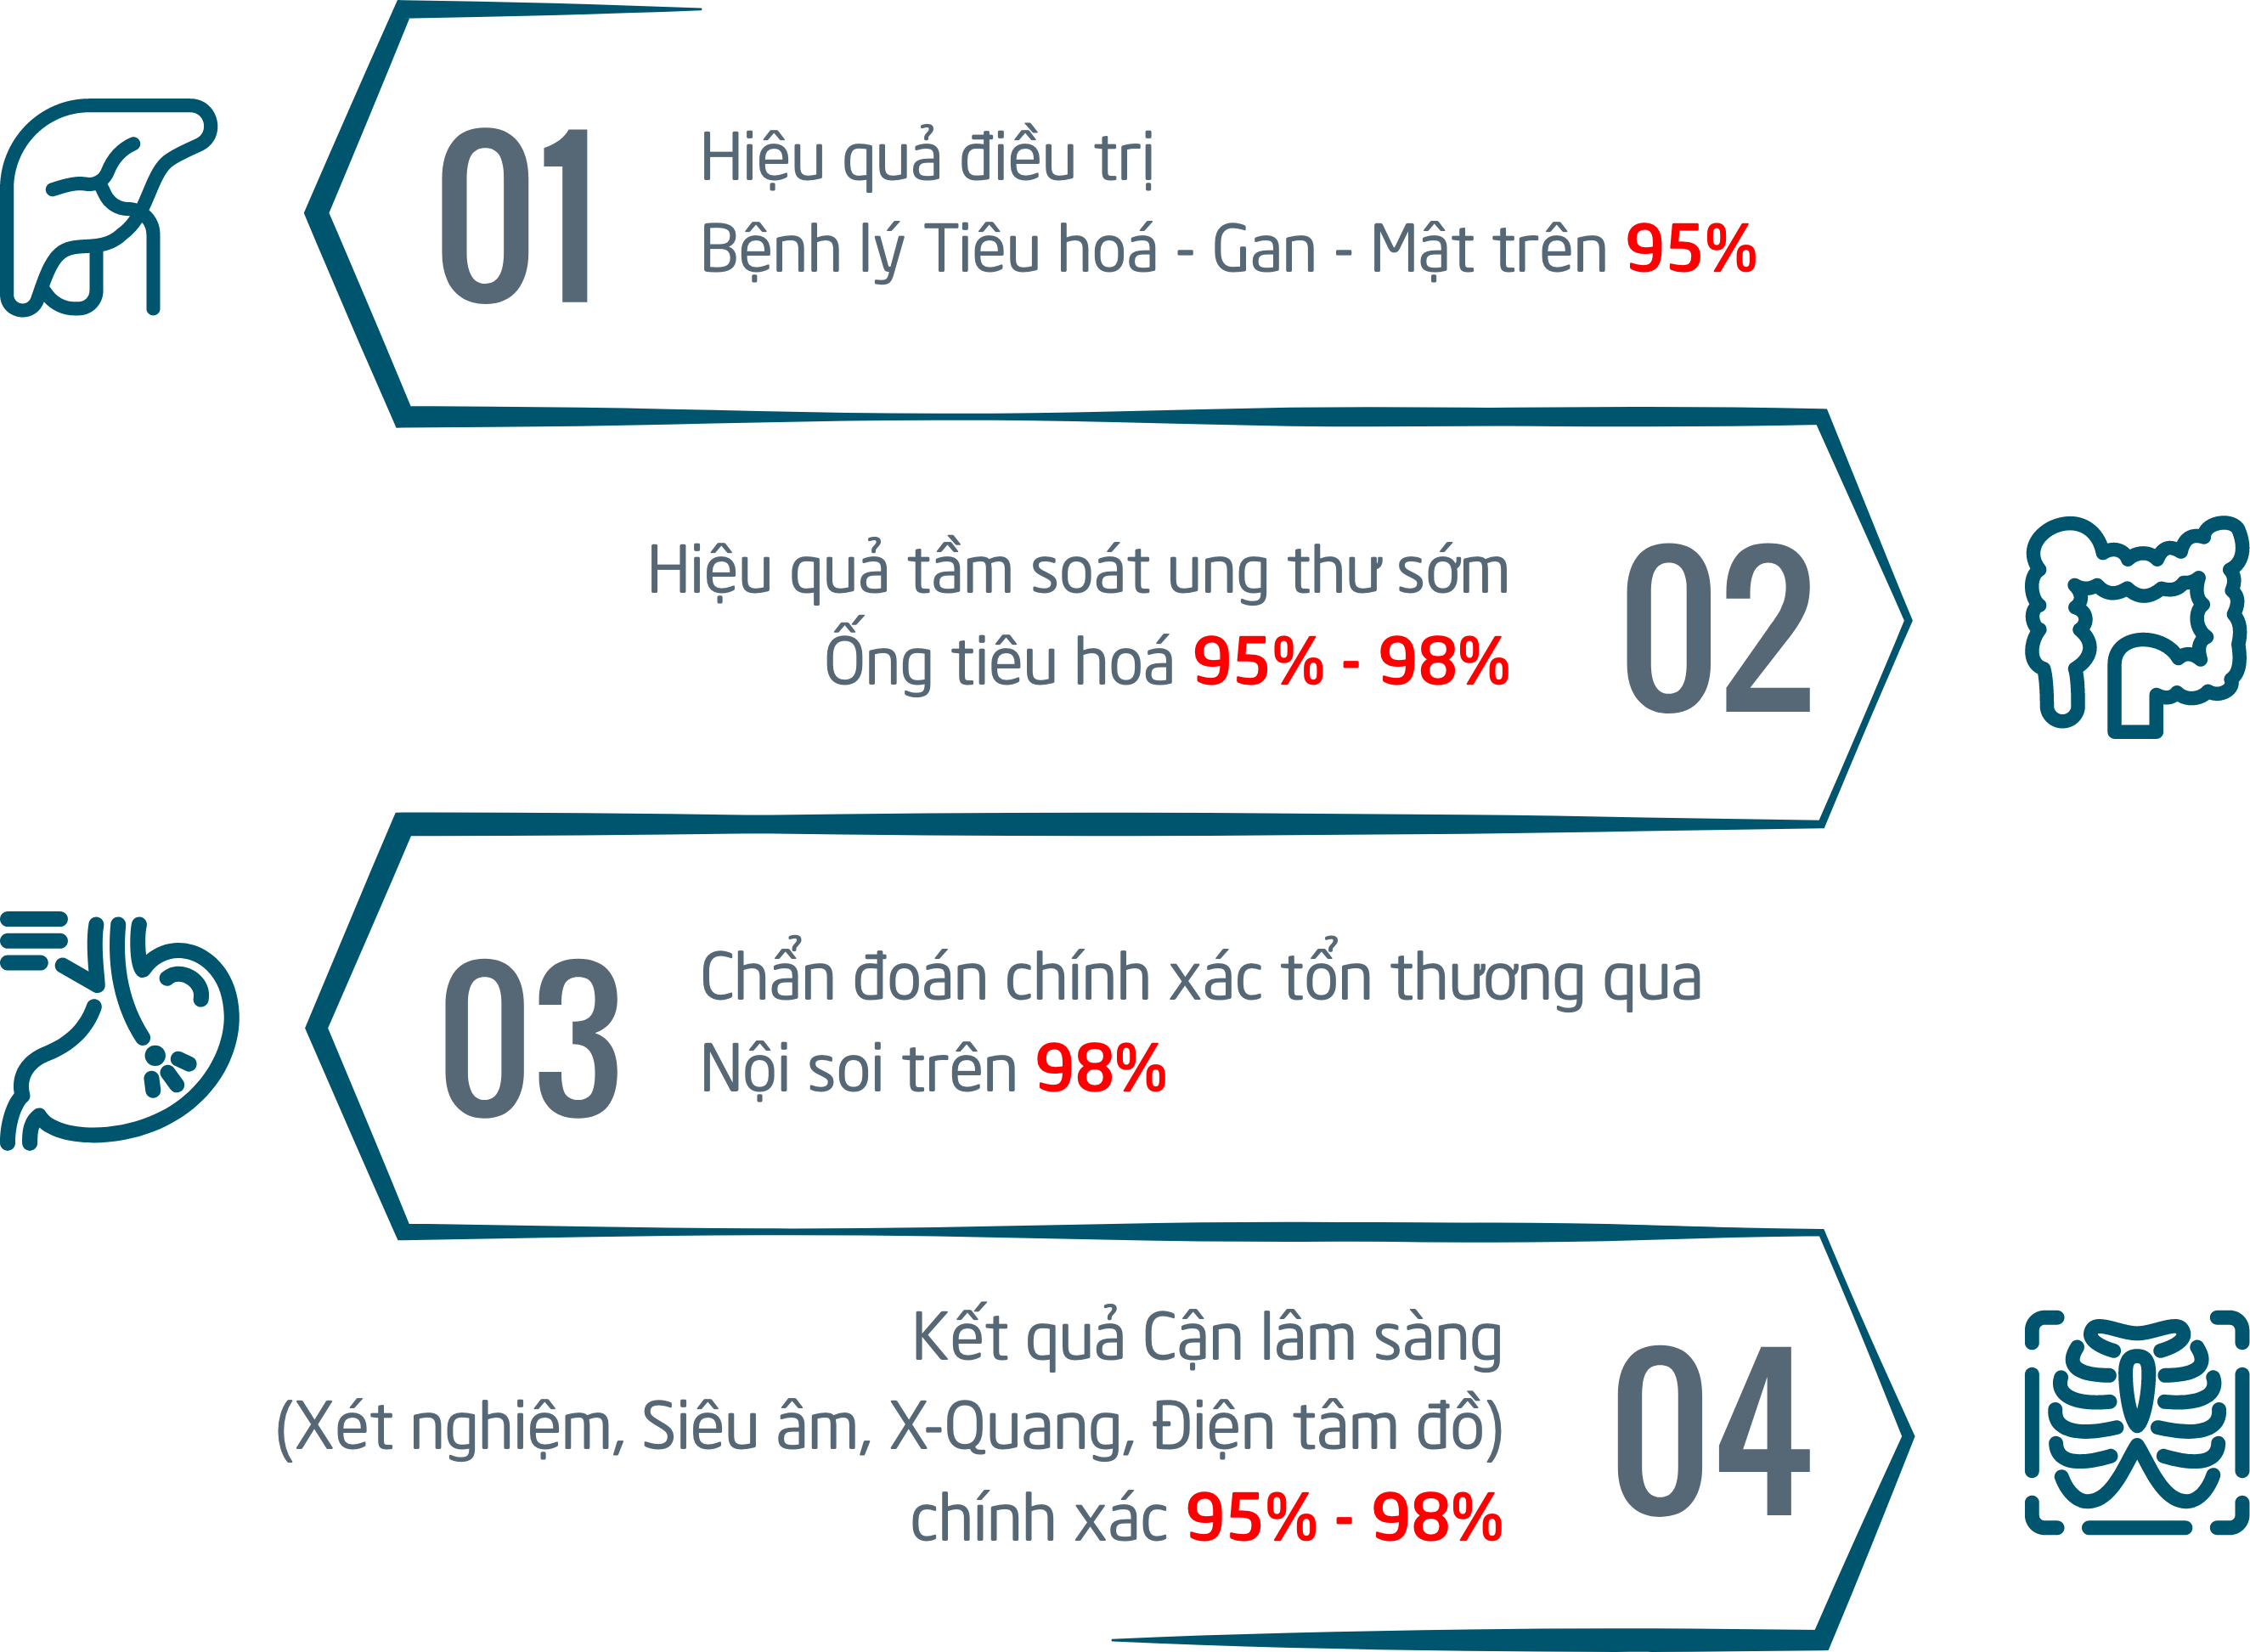 01
Hiệu quả điều trị
Bệnh lý Tiêu hoá - Gan - Mật trên 95%
Hiệu quả tầm soát ung thư sớm
Ống tiêu hoá 95% - 98%
02
03
Chẩn đoán chính xác tổn thương qua
Nội soi trên 98%
Kết quả Cận lâm sàng
(Xét nghiệm, Siêu âm, X-Quang, Điện tâm đồ)
chính xác 95% - 98%
04